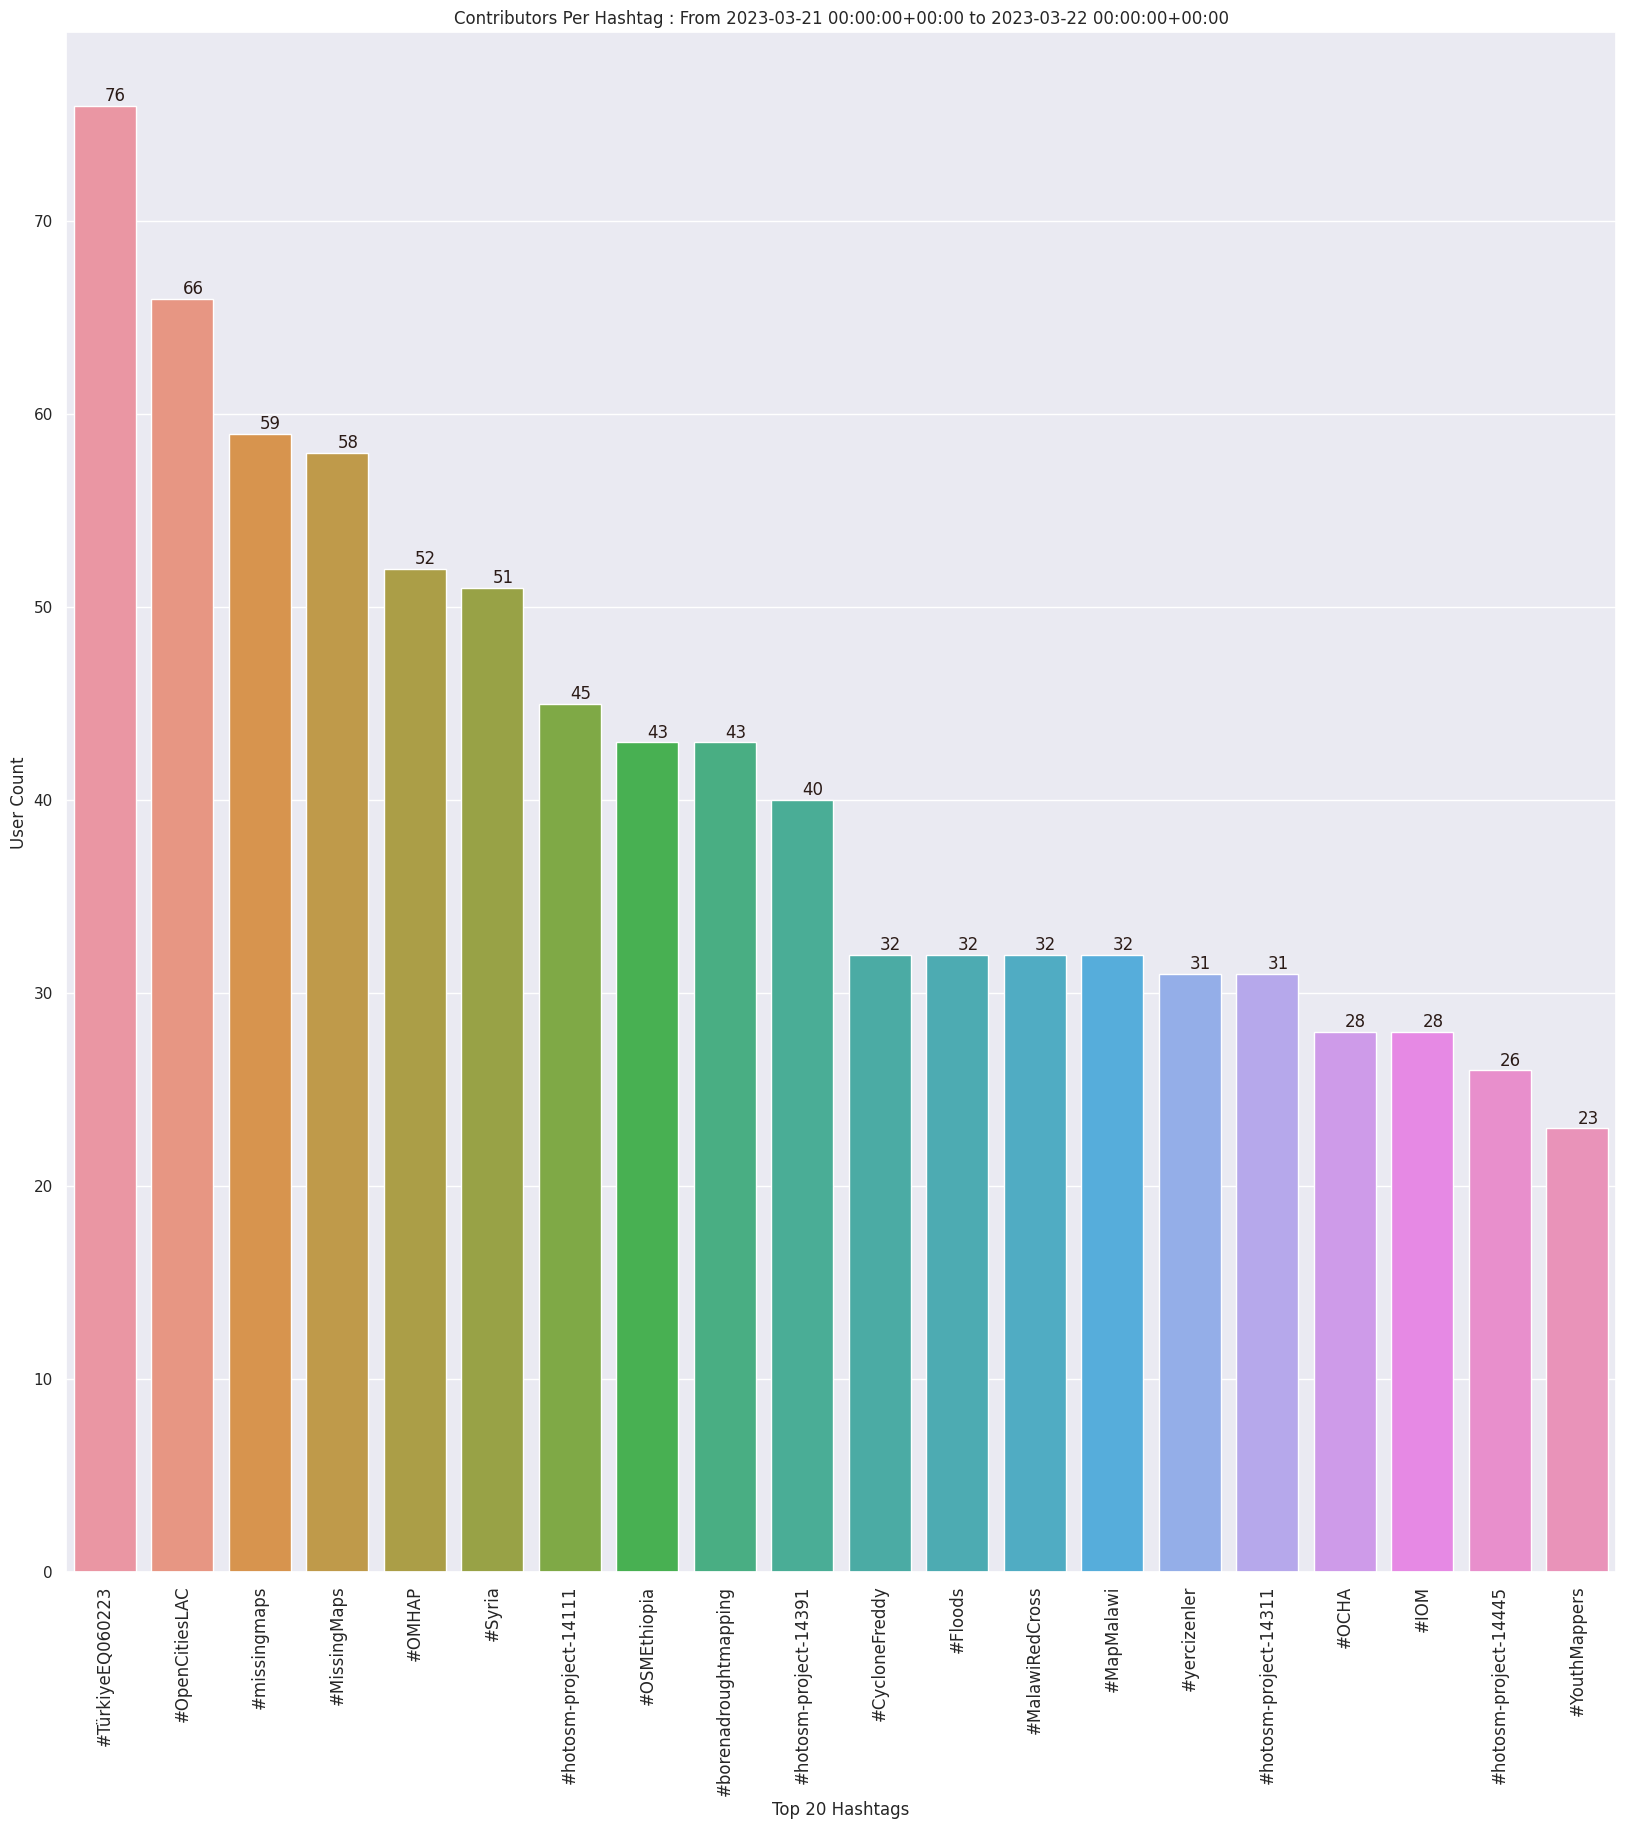 Contributors Per Hashtag : From 2023-03-21 00:00:00+00:00 to 2023-03-22 00:00:00+00:00
User Count
70
60
50
40
30
20
10
0
76
66
59
58
52
51
45
43
43
40
32
32
32
32
31
31
28
28
26
23
#TürkiyeEQ060223
#OpenCitiesLAC
#missingmaps
#MissingMaps
#OMHAP
#Syria
#hotosm-project-14111
#OSMEthiopia
#borenadroughtmapping
#hotosm-project-14391
#CycloneFreddy
#Floods
#MalawiRedCross
#MapMalawi
#yercizenler
#hotosm-project-14311
#OCHA
#IOM
#hotosm-project-14445
#YouthMappers
Top 20 Hashtags